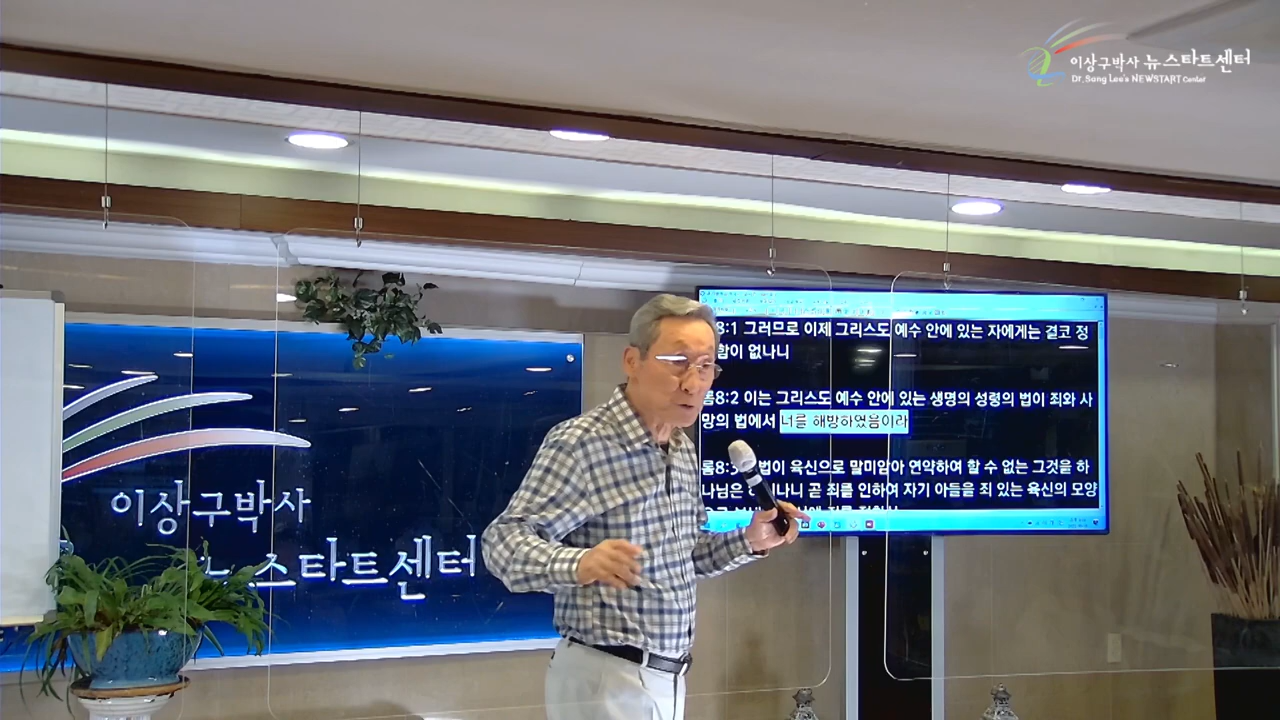 이상구박사 뉴스타트센터
Dr. Sang Lee's NEWSTART Center
8:1 그러므로 이제 그리스도 예수 안에 있는 자에게는 결코 정
함이 없나니
롬8:2 이는 그리스도 예수 안에 있는 생명의 성령의 법이 죄와 사
망의 법에서 너를 해방하였음이라
롬8:3 법이 육신으로 말미암아 연약하여 할 수 없는 그것을 하
나님은 하시나니 곧 죄를 인하여 자기 아들을 죄 있는 육신의 모양
이상구박사
뉴스타트센터